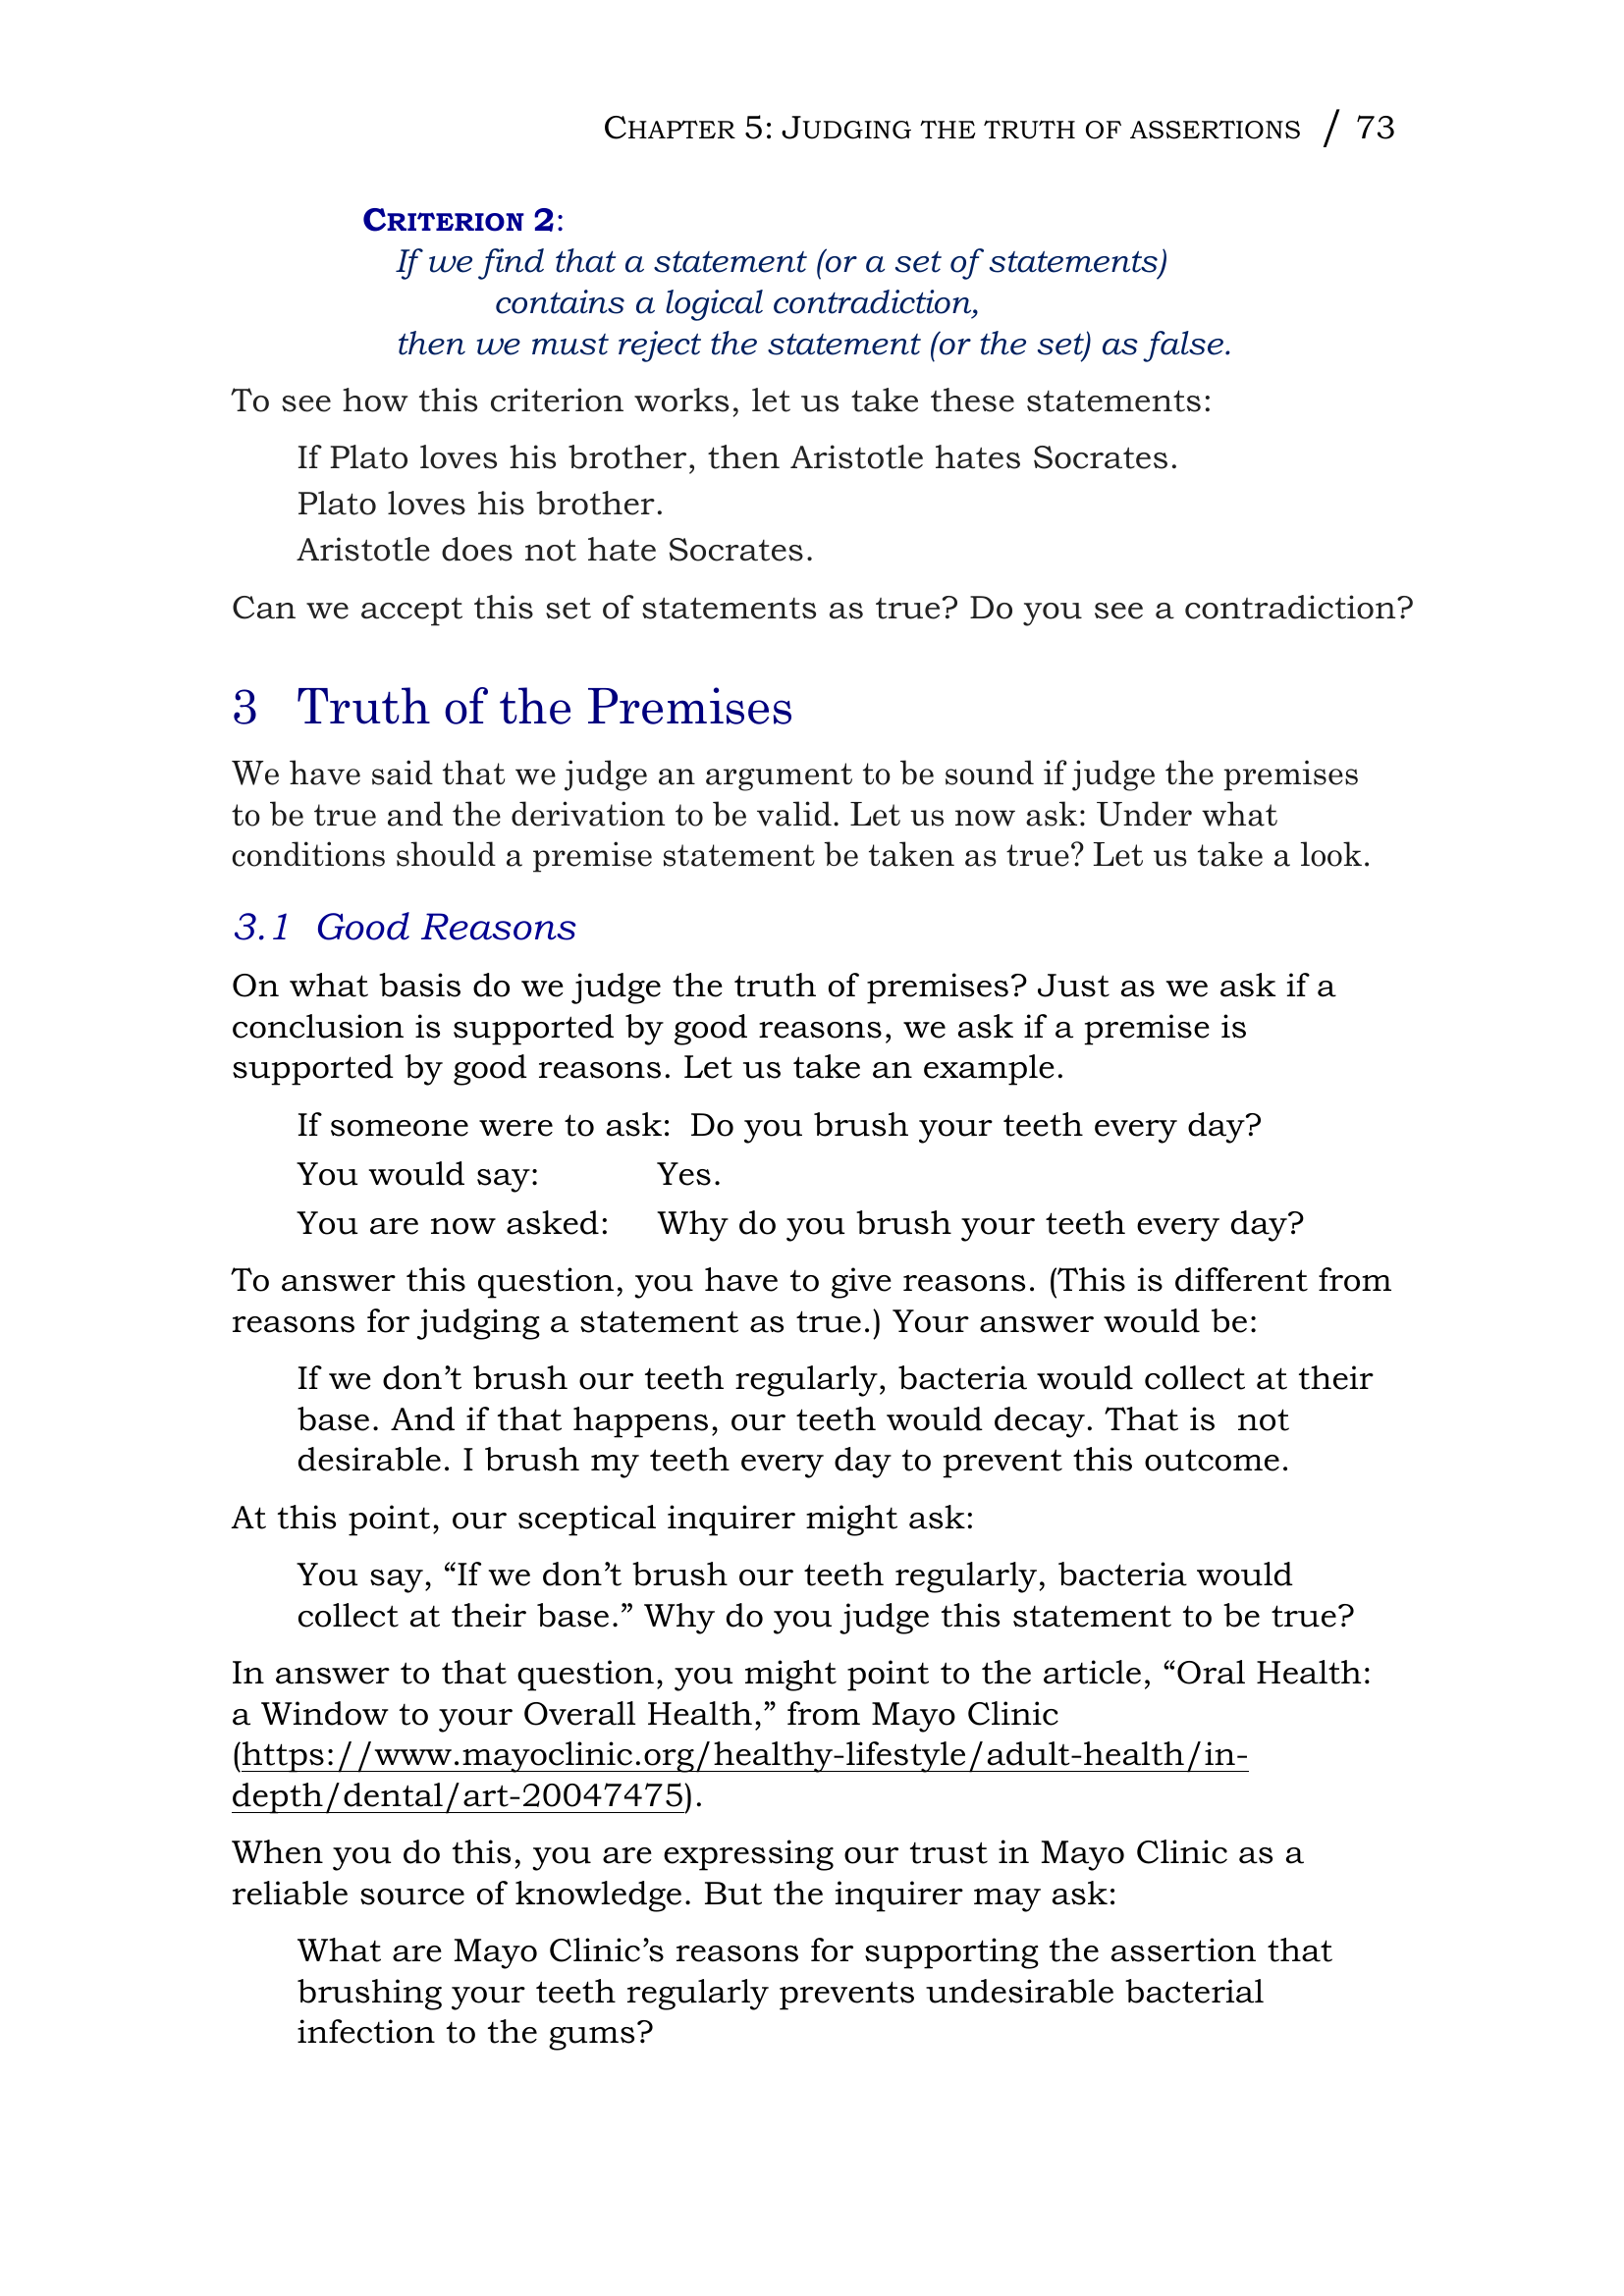 CHAPTER 5: JUDGING THE TRUTH OF ASSERTIONS / 73
CRITERION 2:
If we find that a statement (or a set of statements)
contains a logical contradiction,
then we must reject the statement (or the set) as false.
To see how this criterion works, let us take these statements:
If Plato loves his brother, then Aristotle hates Socrates.
Plato loves his brother.
Aristotle does not hate Socrates.
Can we accept this set of statements as true? Do you see a contradiction?
3 Truth of the Premises
We have said that we judge an argument to be sound if judge the premises
to be true and the derivation to be valid. Let us now ask: Under what
conditions should a premise statement be taken as true? Let us take a look.
3.1 Good Reasons
On what basis do we judge the truth of premises? Just as we ask if a
conclusion is supported by good reasons, we ask if a premise is
supported by good reasons. Let us take an example.
If someone were to ask: Do you brush your teeth every day?
You would say: Yes.
You are now asked: Why do you brush your teeth every day?
To answer this question, you have to give reasons. (This is different from
reasons for judging a statement as true.) Your answer would be:
If we don’t brush our teeth regularly, bacteria would collect at their
base. And if that happens, our teeth would decay. That is not
desirable. I brush my teeth every day to prevent this outcome.
At this point, our sceptical inquirer might ask:
You say, “If we don’t brush our teeth regularly, bacteria would
collect at their base.” Why do you judge this statement to be true?
In answer to that question, you might point to the article, “Oral Health:
a Window to your Overall Health,” from Mayo Clinic
(https://www.mayoclinic.org/healthy-lifestyle/adult-health/in-
depth/dental/art-20047475).
When you do this, you are expressing our trust in Mayo Clinic as a
reliable source of knowledge. But the inquirer may ask:
What are Mayo Clinic’s reasons for supporting the assertion that
brushing your teeth regularly prevents undesirable bacterial
infection to the gums?